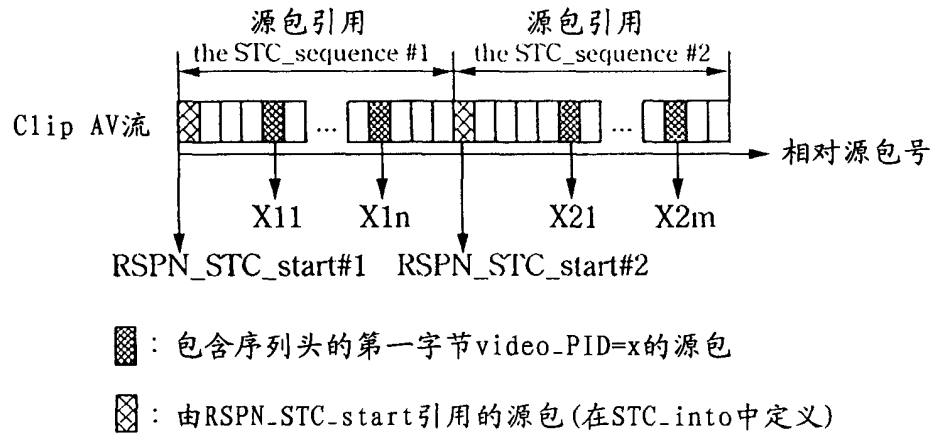 源包引用 源包引用
the STC_sequence #1 the STC_sequence #2
Clip AV流 ... ...
相对源包号
X11 X1n X21 X2m
RSPN_STC_start#1 RSPN_STC_start#2
: 包含序列头的第一字节video_PID=x的源包
: 由RSPN_STC_start引用的源包(在STC_into中定义)